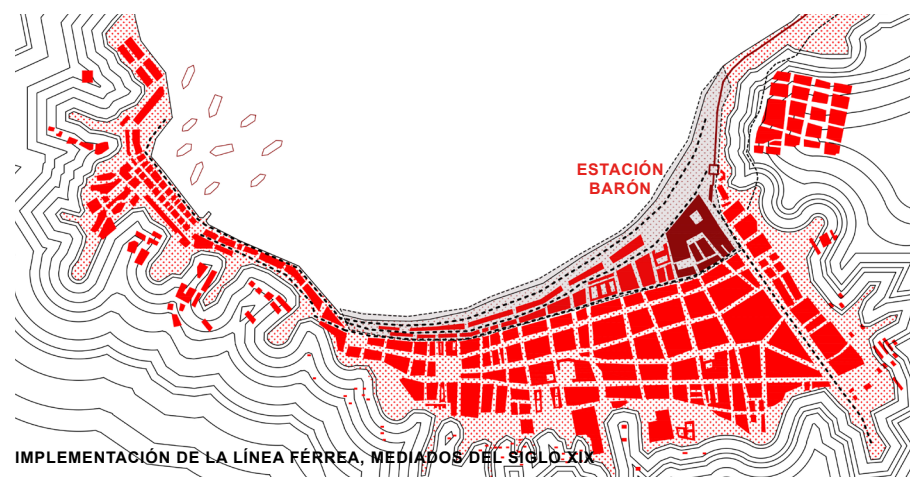 ESTACIÓN
BARÓN
IMPLEMENTACIÓN DE LA LÍNEA FÉRREA, MEDIADOS DEL SIGLO XIX